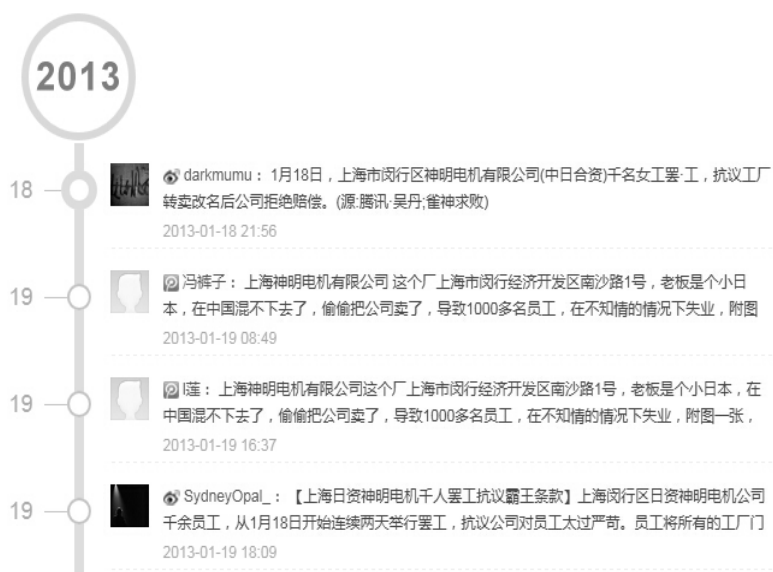 2013
18
darkmumu： 1月18日，上海市闵行区神明电机有限公司(中日合资)千名女工罢·工，抗议工厂
转卖改名后公司拒绝赔偿。(源:腾讯·吴丹;雀神求败)
2013-01-18 21:56
19
冯裤子： 上海神明电机有限公司 这个厂上海市闵行经济开发区南沙路1号，老板是个小日
本，在中国混不下去了，偷偷把公司卖了，导致1000多名员工，在不知情的情况下失业，附图
2013-01-19 08:49
19
I莲： 上海神明电机有限公司这个厂上海市闵行经济开发区南沙路1号，老板是个小日本，在
中国混不下去了，偷偷把公司卖了，导致1000多名员工，在不知情的情况下失业，附图一张，
2013-01-19 16:37
19
SydneyOpal_： 【上海日资神明电机千人罢工抗议霸王条款】上海闵行区日资神明电机公司
千余员工，从1月18日开始连续两天举行罢工，抗议公司对员工太过严苛。员工将所有的工厂门
2013-01-19 18:09